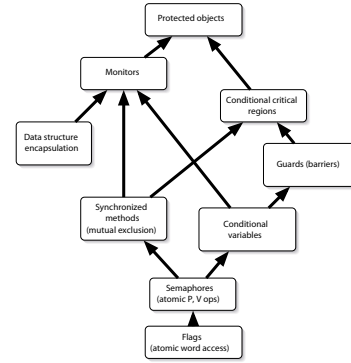 Protected objects
Monitors
Conditional critical
regions
Data structure
encapsulation
Guards (barriers)
Synchronized
methods
(mutual exclusion)
Conditional
variables
Semaphores
(atomic P, V ops)
Flags
(atomic word access)